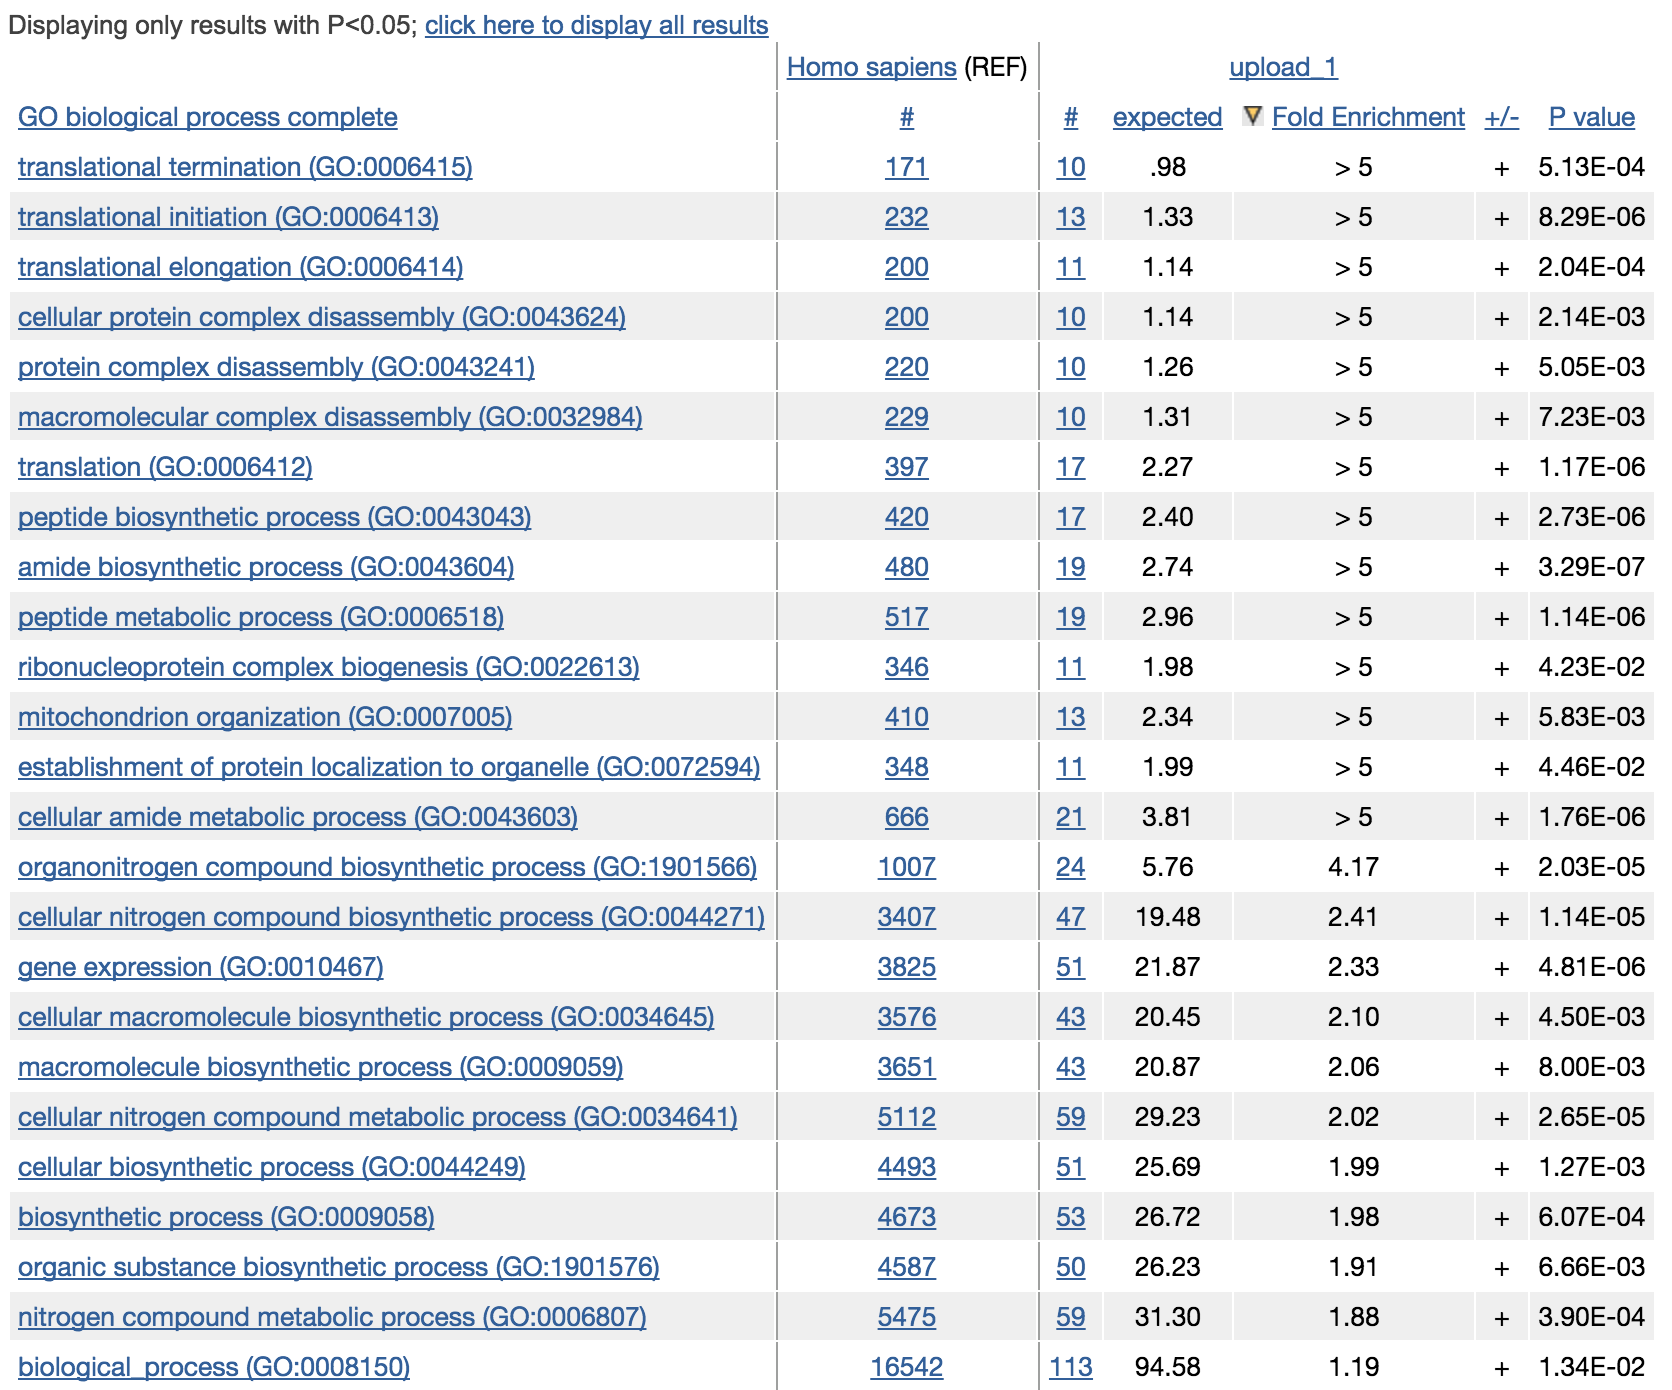 Displaying only results with P<0.05; click here to display all results
Homo sapiens (REF) upload_1
GO biological process complete # # expected Fold Enrichment +/- P value
translational termination (GO:0006415) 171 10 .98 > 5 + 5.13E-04
translational initiation (GO:0006413) 232 13 1.33 > 5 + 8.29E-06
translational elongation (GO:0006414) 200 11 1.14 > 5 + 2.04E-04
cellular protein complex disassembly (GO:0043624) 200 10 1.14 > 5 + 2.14E-03
protein complex disassembly (GO:0043241) 220 10 1.26 > 5 + 5.05E-03
macromolecular complex disassembly (GO:0032984) 229 10 1.31 > 5 + 7.23E-03
translation (GO:0006412) 397 17 2.27 > 5 + 1.17E-06
peptide biosynthetic process (GO:0043043) 420 17 2.40 > 5 + 2.73E-06
amide biosynthetic process (GO:0043604) 480 19 2.74 > 5 + 3.29E-07
peptide metabolic process (GO:0006518) 517 19 2.96 > 5 + 1.14E-06
ribonucleoprotein complex biogenesis (GO:0022613) 346 11 1.98 > 5 + 4.23E-02
mitochondrion organization (GO:0007005) 410 13 2.34 > 5 + 5.83E-03
establishment of protein localization to organelle (GO:0072594) 348 11 1.99 > 5 + 4.46E-02
cellular amide metabolic process (GO:0043603) 666 21 3.81 > 5 + 1.76E-06
organonitrogen compound biosynthetic process (GO:1901566) 1007 24 5.76 4.17 + 2.03E-05
cellular nitrogen compound biosynthetic process (GO:0044271) 3407 47 19.48 2.41 + 1.14E-05
gene expression (GO:0010467) 3825 51 21.87 2.33 + 4.81E-06
cellular macromolecule biosynthetic process (GO:0034645) 3576 43 20.45 2.10 + 4.50E-03
macromolecule biosynthetic process (GO:0009059) 3651 43 20.87 2.06 + 8.00E-03
cellular nitrogen compound metabolic process (GO:0034641) 5112 59 29.23 2.02 + 2.65E-05
cellular biosynthetic process (GO:0044249) 4493 51 25.69 1.99 + 1.27E-03
biosynthetic process (GO:0009058) 4673 53 26.72 1.98 + 6.07E-04
organic substance biosynthetic process (GO:1901576) 4587 50 26.23 1.91 + 6.66E-03
nitrogen compound metabolic process (GO:0006807) 5475 59 31.30 1.88 + 3.90E-04
biological_process (GO:0008150) 16542 113 94.58 1.19 + 1.34E-02